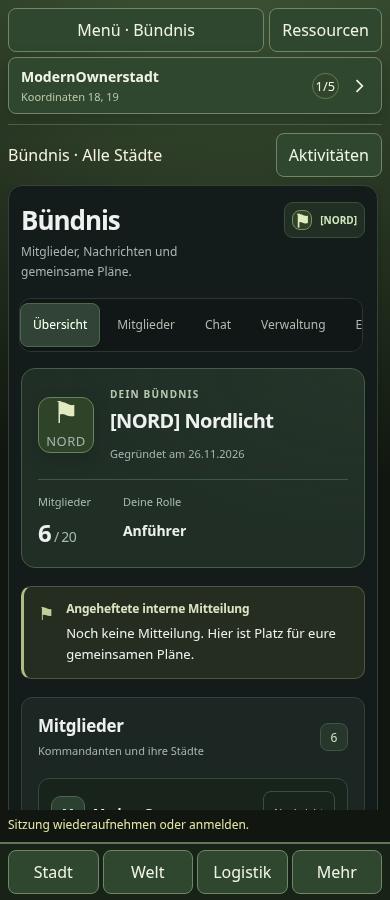 Menü · Bündnis
Ressourcen
ModernOwnerstadt
Koordinaten 18, 19
1/5
Bündnis · Alle Städte
Aktivitäten
Bündnis
[NORD]
Mitglieder, Nachrichten und
gemeinsame Pläne.
Übersicht
Mitglieder
Chat
Verwaltung
NORD
DEIN BÜNDNIS
[NORD] Nordlicht
Gegründet am 26.11.2026
Mitglieder
Deine Rolle
6 / 20
Anführer
Angeheftete interne Mitteilung
Noch keine Mitteilung. Hier ist Platz für eure
gemeinsamen Pläne.
Mitglieder
6
Kommandanten und ihre Städte
Sitzung wiederaufnehmen oder anmelden.
Stadt
Welt
Logistik
Mehr